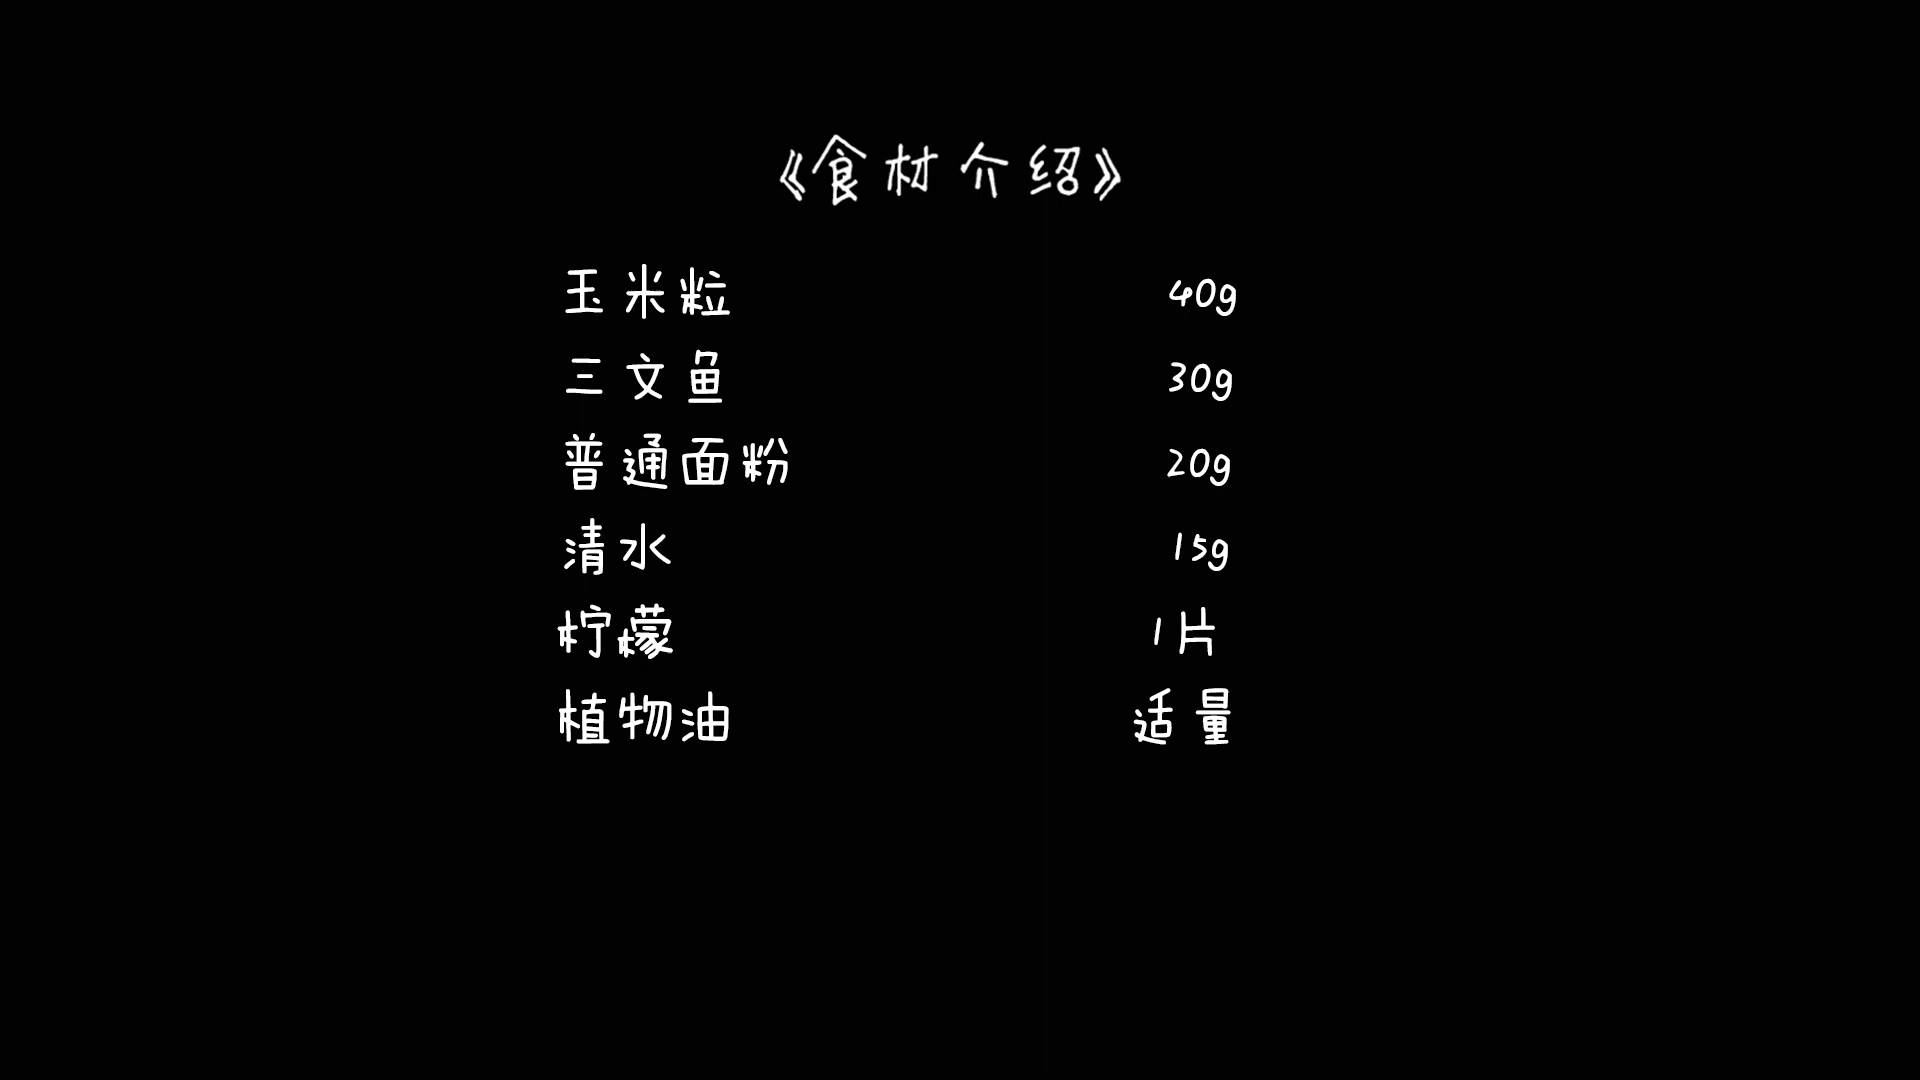 《食材介绍》
玉米粒 40g
三文鱼 30g
普通面粉 20g
清水 15g
柠檬 1片
植物油 适量